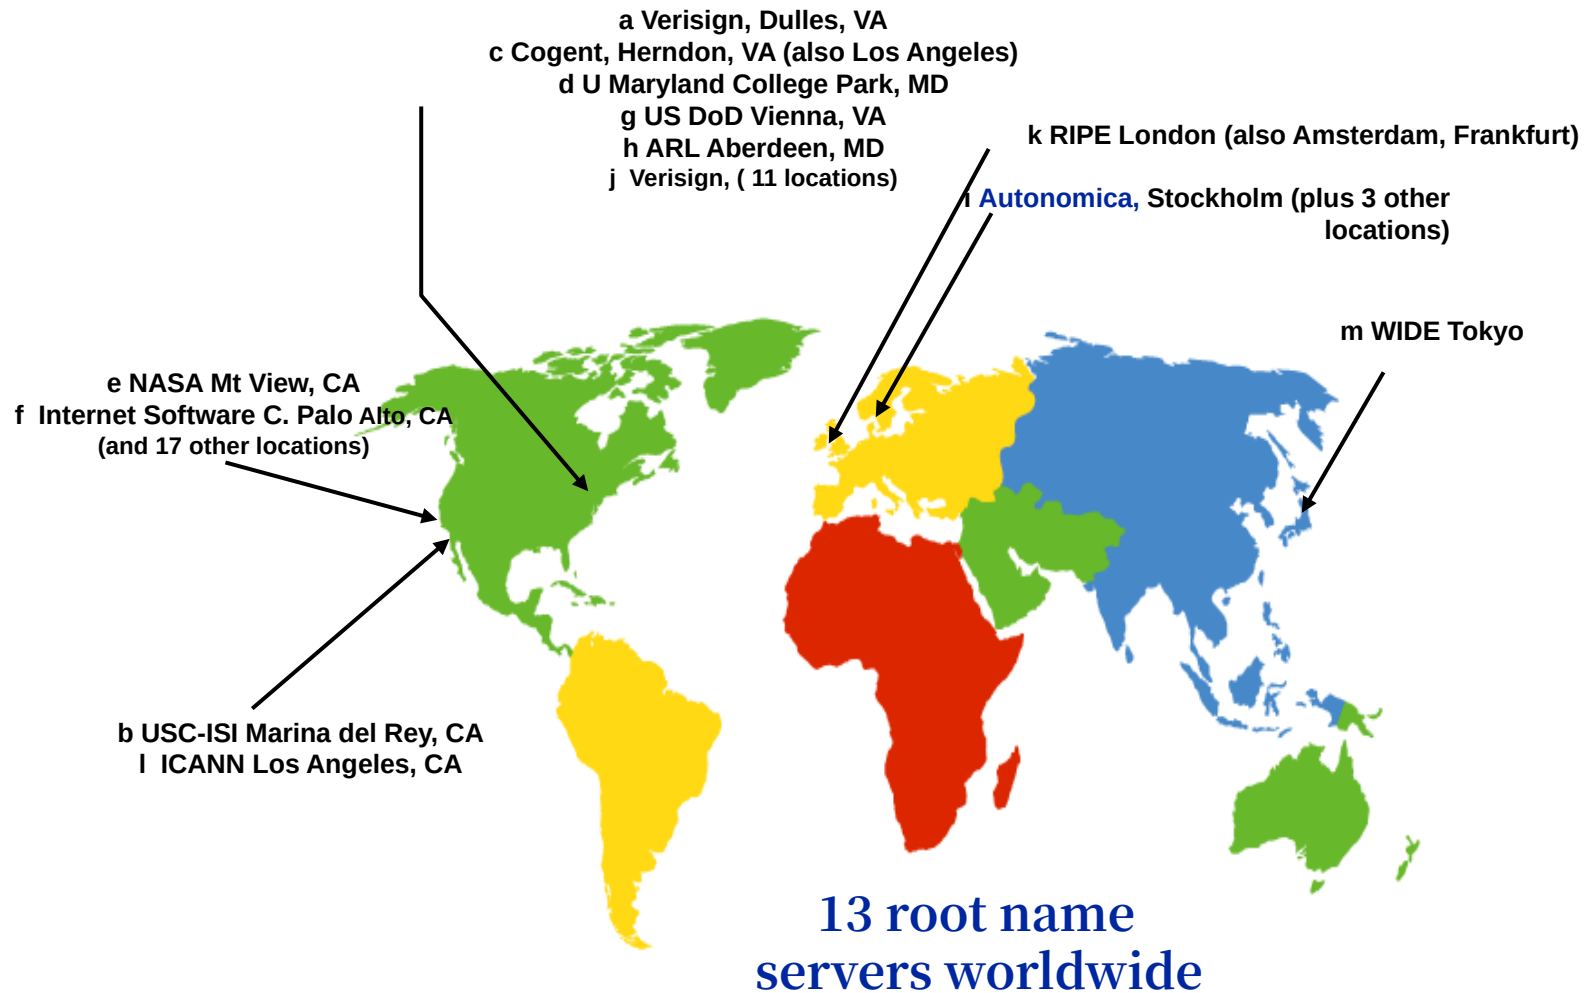 a Verisign, Dulles, VA
c Cogent, Herndon, VA (also Los Angeles)
d U Maryland College Park, MD
g US DoD Vienna, VA
h ARL Aberdeen, MD
j Verisign, ( 11 locations)
k RIPE London (also Amsterdam, Frankfurt)
i Autonomica, Stockholm (plus 3 other
locations)
m WIDE Tokyo
e NASA Mt View, CA
f Internet Software C. Palo Alto, CA
(and 17 other locations)
b USC-ISI Marina del Rey, CA
l ICANN Los Angeles, CA
13 root name
servers worldwide